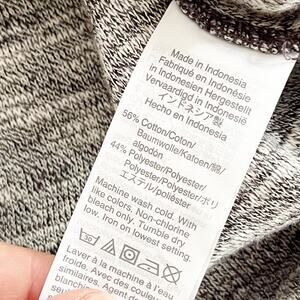 Made in Indonesia
Fabriqué en Indonésie
In Indonesien Hergestellt
Vervaardigd in Indonesië
インドネシア製
Hecho en Indonesia
56% Cotton/Coton/
Baumwolle/Katoen/綿/
algodón
44% Polyester/Polyester/
Polyester/Polyester/ポリ
エステル/poliéster
Machine wash cold. With
like colors. Non-chlorine
bleach only. Tumble dry
low. Iron on lowest setting.
Laver à la machine à l'eau
froide. Avec des couleurs
similaires. Agent de